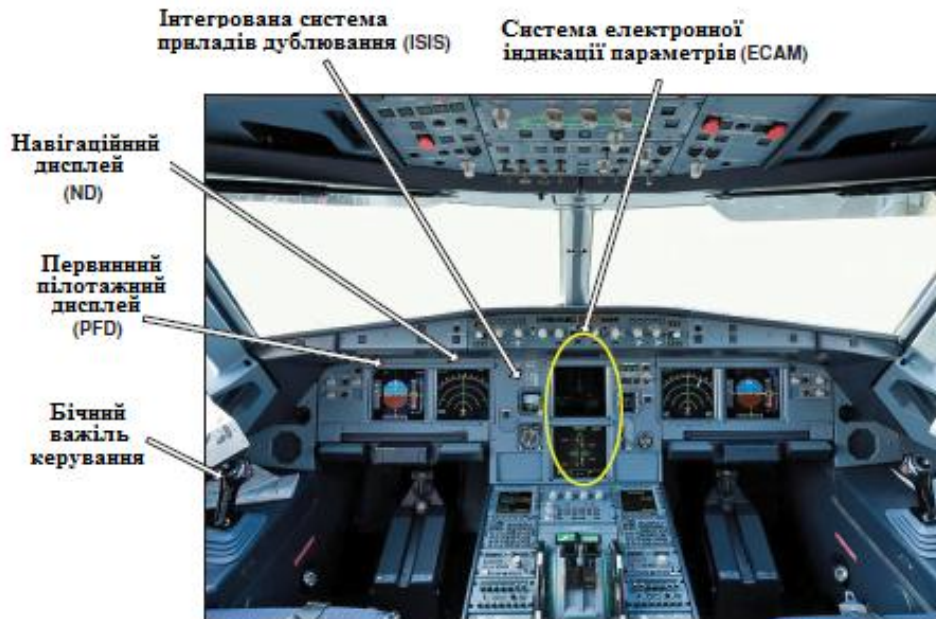 Інтегрована система
приладів дублювання (ISIS)
Система електронної
індикації параметрів (ECAM)
Навігаційний
дисплей
(ND)
Первинний
пілотажний
дисплей
(PFD)
Бічний
важіль
керування